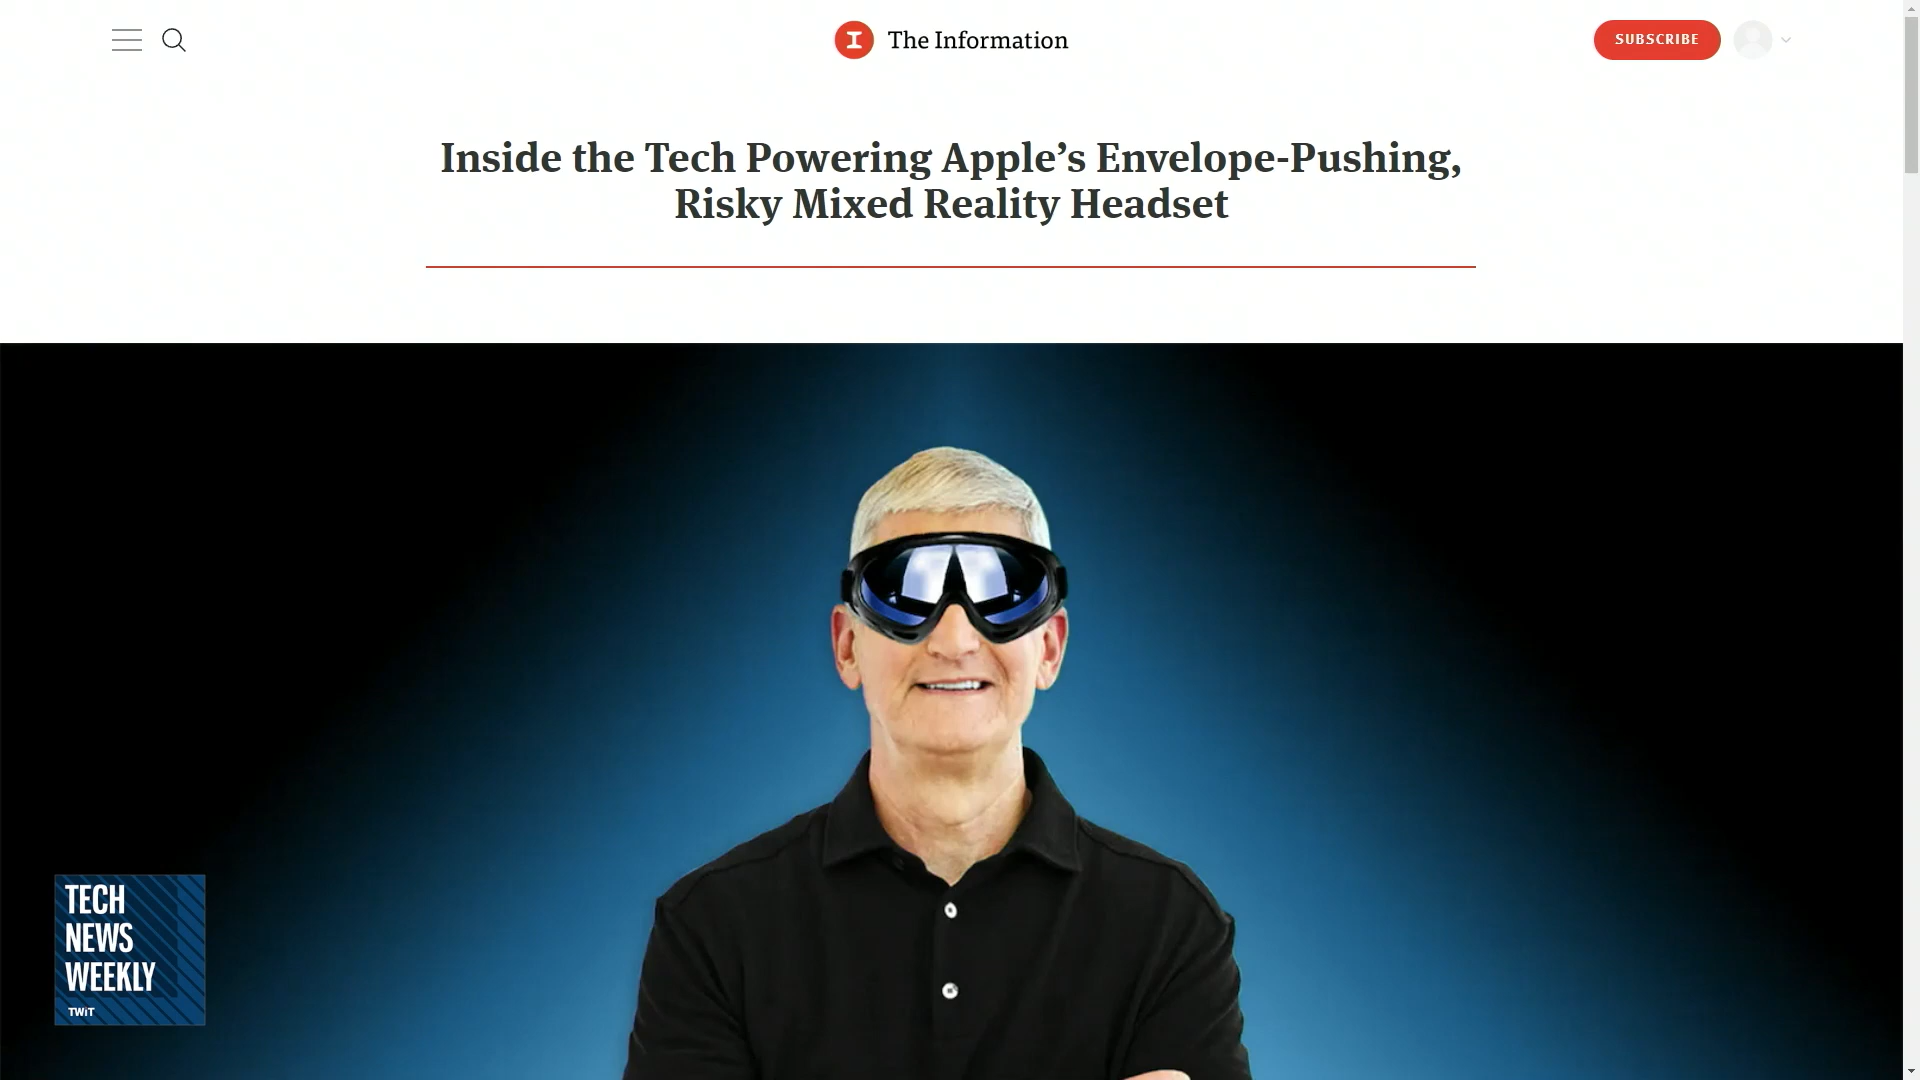 The Information
SUBSCRIBE
Inside the Tech Powering Apple’s Envelope-Pushing,
Risky Mixed Reality Headset
TECH
NEWS
WEEKLY
TWiT